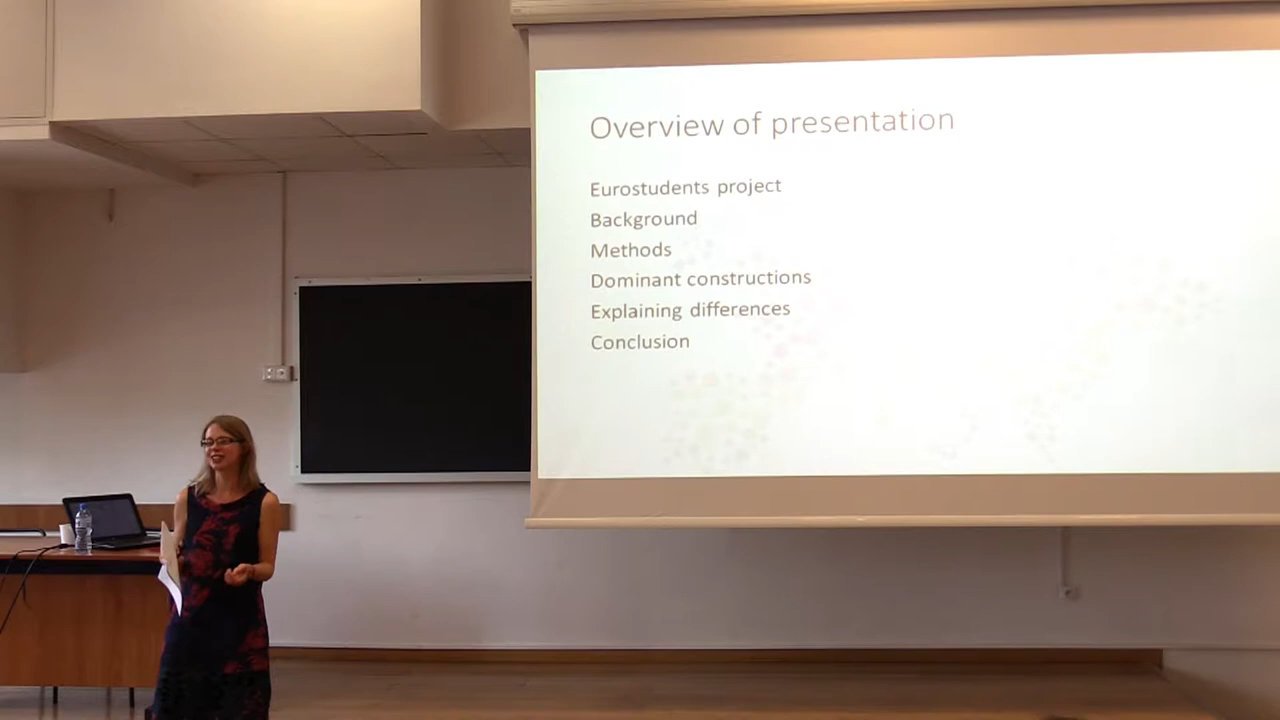 Overview of presentation
Eurostudents project
Background
Methods
Dominant constructions
Explaining differences
Conclusion